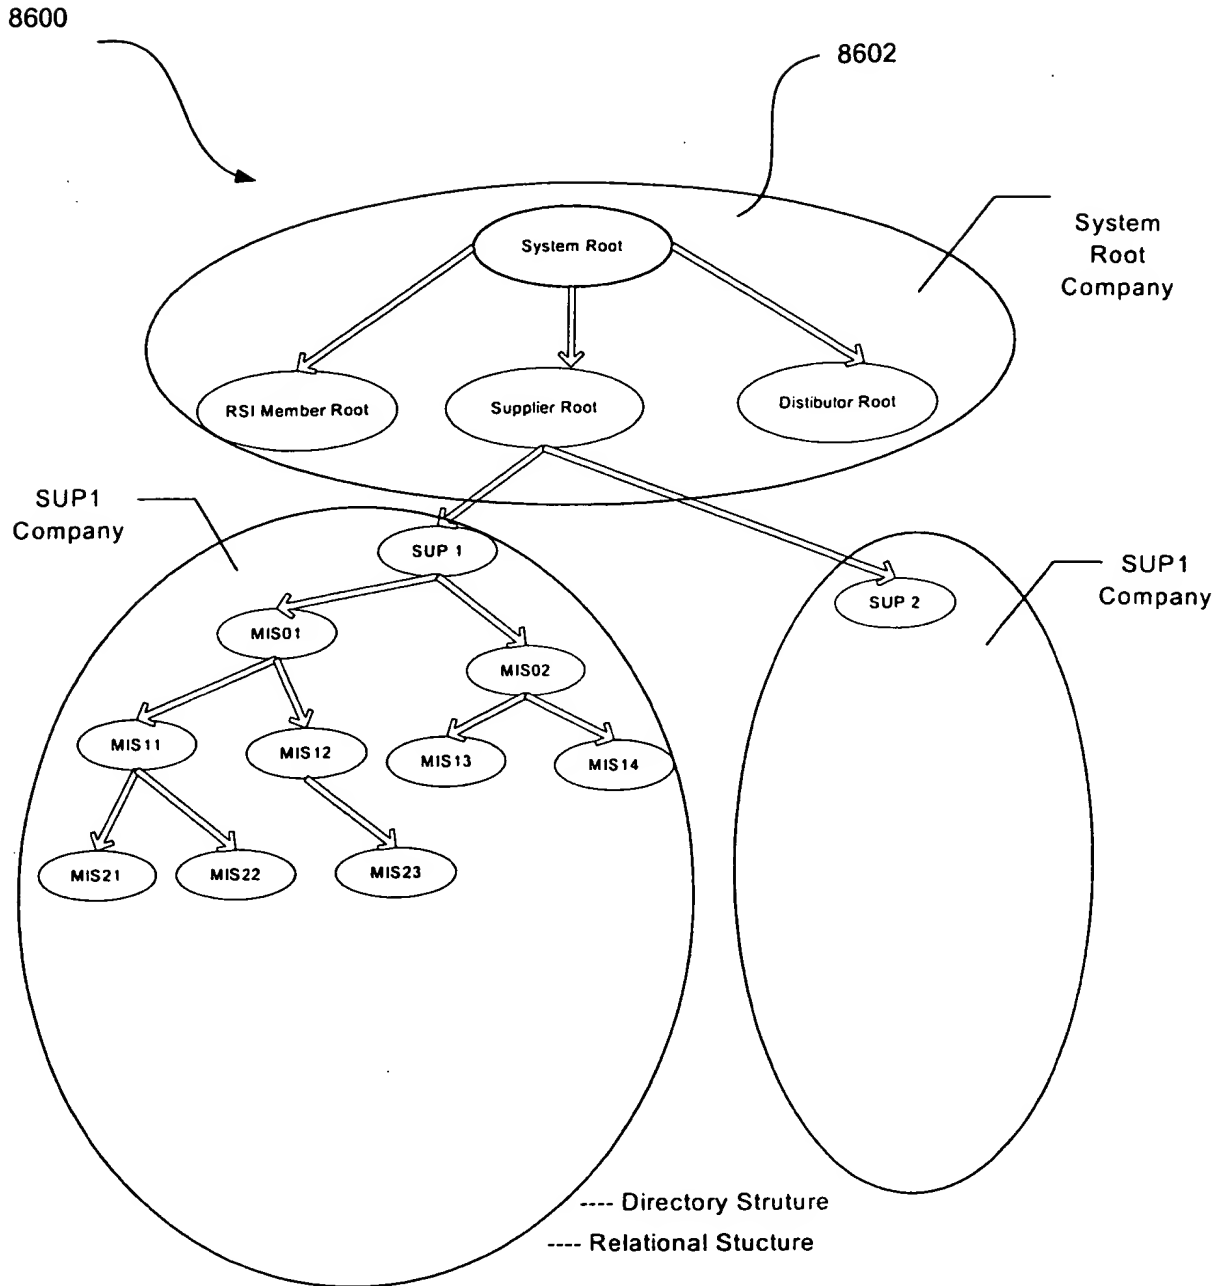 8600
8602
System Root
System
Root
Company
RSI Member Root
Supplier Root
Distibutor Root
SUP1
Company
SUP 1
SUP1
Company
SUP 2
MIS01
MIS02
MIS11
MIS12
MIS13
MIS14
MIS21
MIS22
MIS23
---- Directory Struture
---- Relational Stucture